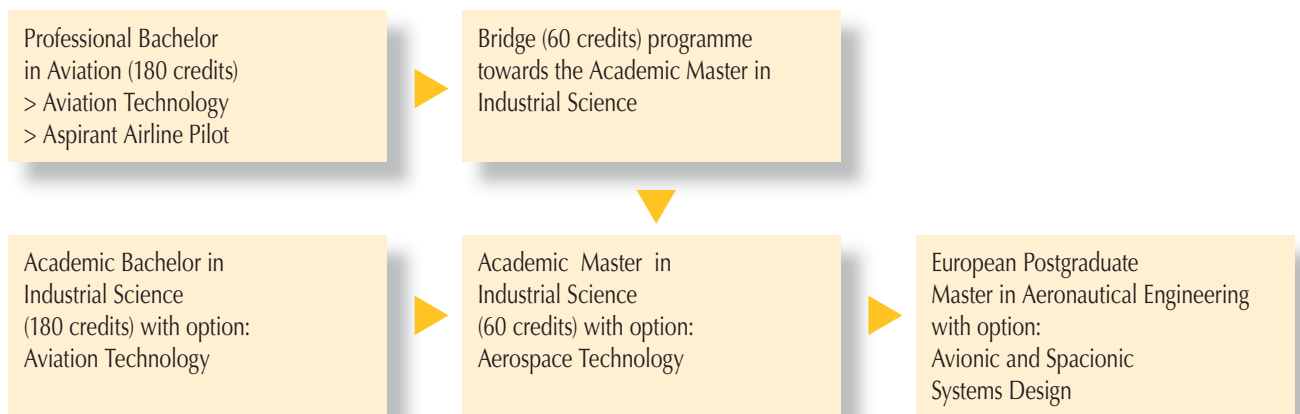 Professional Bachelor
in Aviation (180 credits)
> Aviation Technology
> Aspirant Airline Pilot
Bridge (60 credits) programme
towards the Academic Master in
Industrial Science
Academic Bachelor in
Industrial Science
(180 credits) with option:
Aviation Technology
Academic Master in
Industrial Science
(60 credits) with option:
Aerospace Technology
European Postgraduate
Master in Aeronautical Engineering
with option:
Avionic and Spacionic
Systems Design